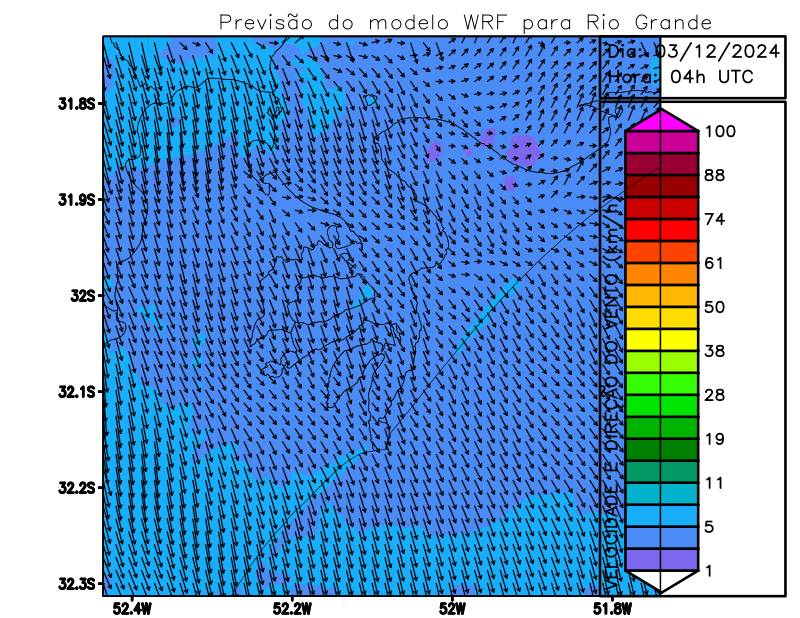 Previsão do modelo WRF para Rio Grande
Dia: 03/12/2024
Hora: 04h UTC
31.8S
31.9S
32S
32.1S
32.2S
32.3S
52.4W
52.2W
52W
51.8W
VELOCIDADE E DIREÇÃO DO VENTO ((km/h)
100
88
74
61
50
38
28
19
11
5
1